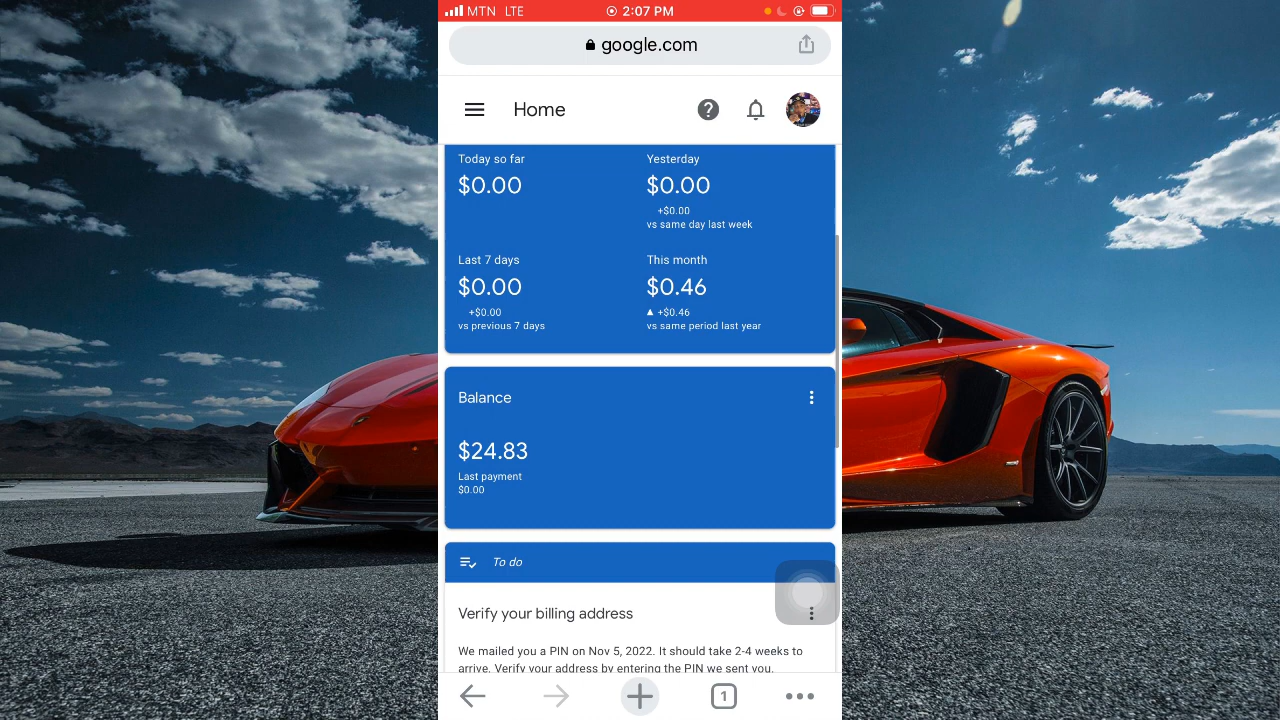 MTN LTE 2:07 PM
google.com
Home
Today so far
$0.00
Yesterday
$0.00
+$0.00
vs same day last week
Last 7 days
$0.00
+$0.00
vs previous 7 days
This month
$0.46
▲ +$0.46
vs same period last year
Balance
$24.83
Last payment
$0.00
To do
Verify your billing address
We mailed you a PIN on Nov 5, 2022. It should take 2-4 weeks to
arrive. Verify your address by entering the PIN we sent you.
1